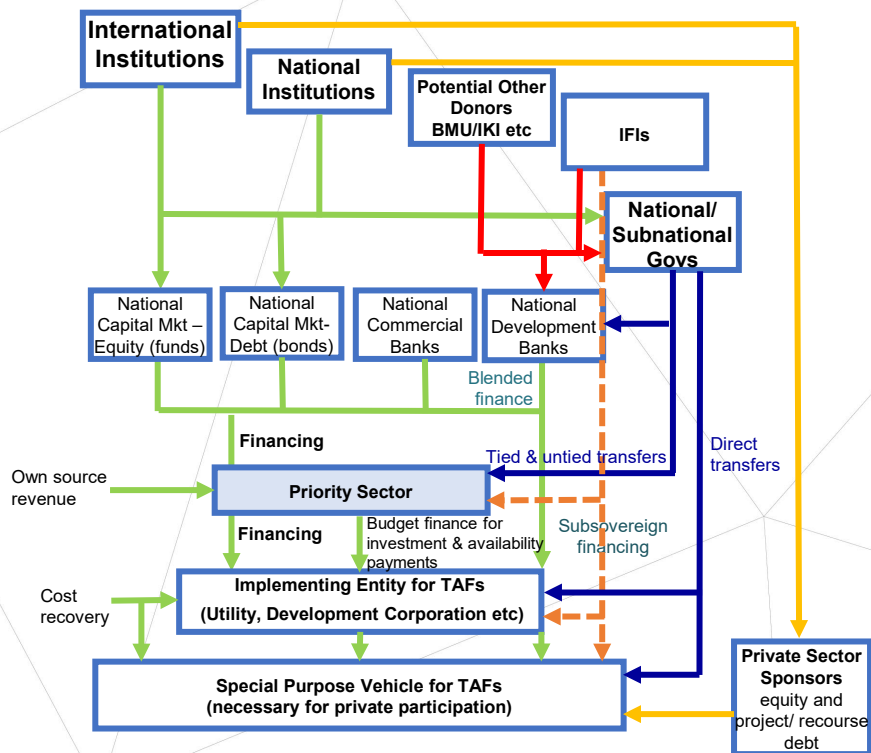 International
Institutions
National
Institutions
Potential Other
Donors
BMU/IKI etc
IFIs
National/
Subnational
Govs
National
Capital Mkt –
Equity (funds)
National
Capital Mkt-
Debt (bonds)
National
Commercial
Banks
National
Development
Banks
Blended
finance
Financing
Tied & untied transfers
Direct
transfers
Own source
revenue
Priority Sector
Financing
Budget finance for
investment & availability
payments
Subsovereign
financing
Cost
recovery
Implementing Entity for TAFs
(Utility, Development Corporation etc)
Special Purpose Vehicle for TAFs
(necessary for private participation)
Private Sector
Sponsors
equity and
project/ recourse
debt